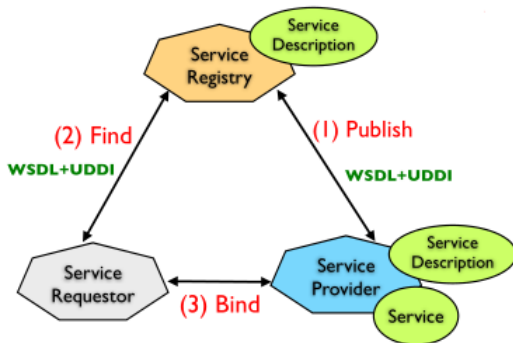 Service
Description
Service
Registry
(2) Find
(1) Publish
WSDL+UDDI
WSDL+UDDI
Service
Requestor
(3) Bind
Service
Provider
Service
Description
Service